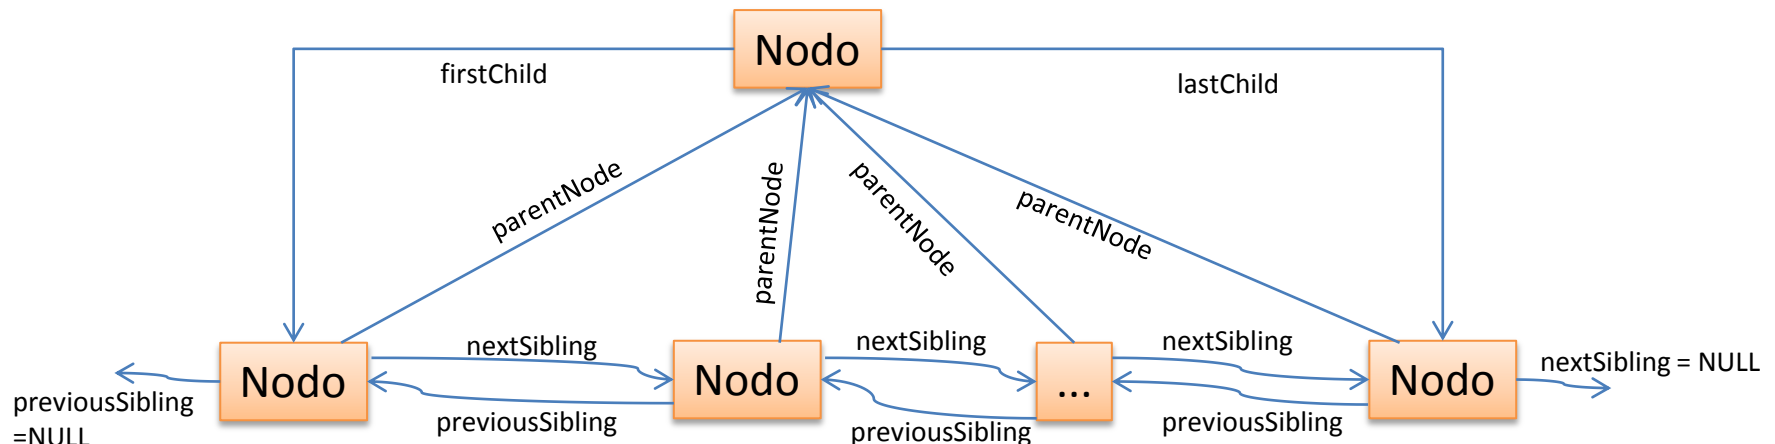 Nodo
firstChild
lastChild
parentNode
parentNode
parentNode
parentNode
nextSibling
nextSibling
nextSibling
nextSibling = NULL
Nodo
Nodo
...
Nodo
previousSibling
=NULL
previousSibling
previousSibling
previousSibling